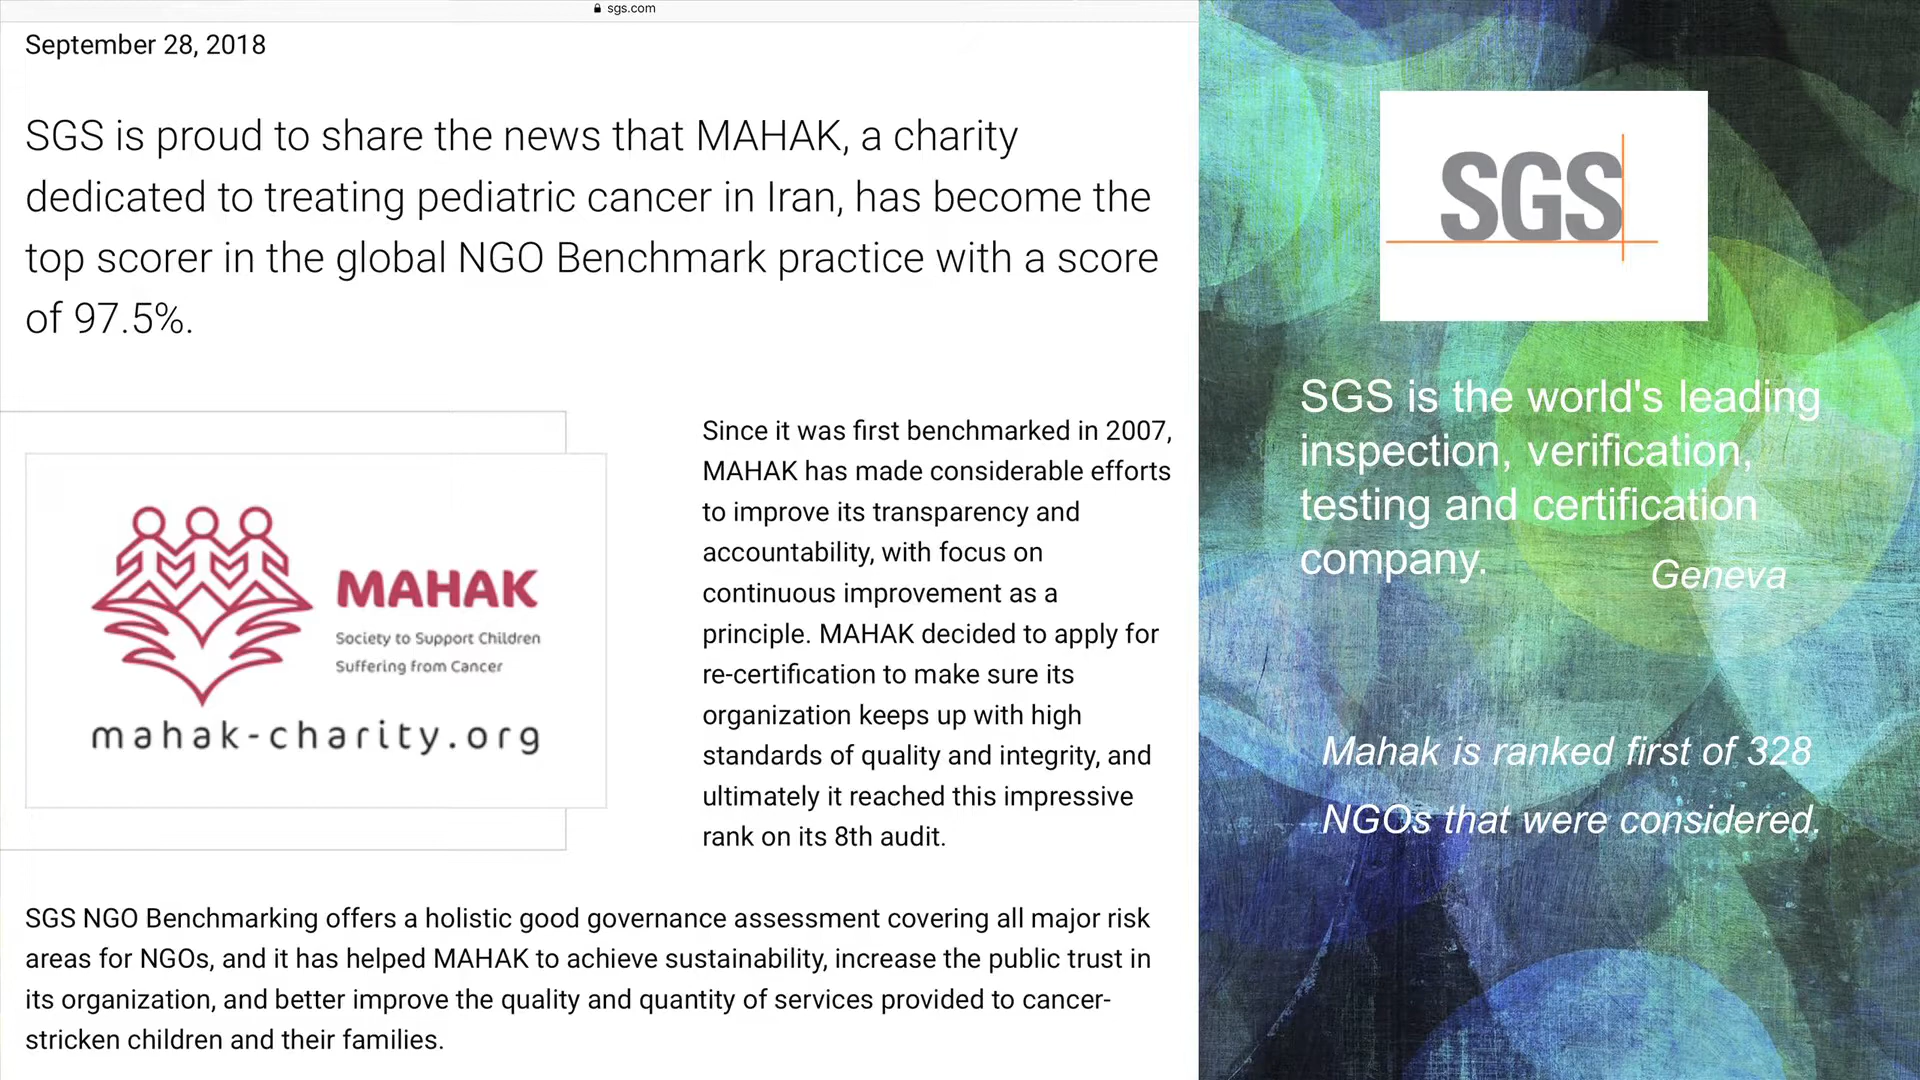 sgs.com
September 28, 2018
SGS is proud to share the news that MAHAK, a charity
dedicated to treating pediatric cancer in Iran, has become the
top scorer in the global NGO Benchmark practice with a score
of 97.5%.
MAHAK
Society to Support Children
Suffering from Cancer
mahak-charity.org
Since it was first benchmarked in 2007,
MAHAK has made considerable efforts
to improve its transparency and
accountability, with focus on
continuous improvement as a
principle. MAHAK decided to apply for
re-certification to make sure its
organization keeps up with high
standards of quality and integrity, and
ultimately it reached this impressive
rank on its 8th audit.
SGS NGO Benchmarking offers a holistic good governance assessment covering all major risk
areas for NGOs, and it has helped MAHAK to achieve sustainability, increase the public trust in
its organization, and better improve the quality and quantity of services provided to cancer-
stricken children and their families.
SGS
SGS is the world's leading
inspection, verification,
testing and certification
company.
Geneva
Mahak is ranked first of 328
NGOs that were considered.